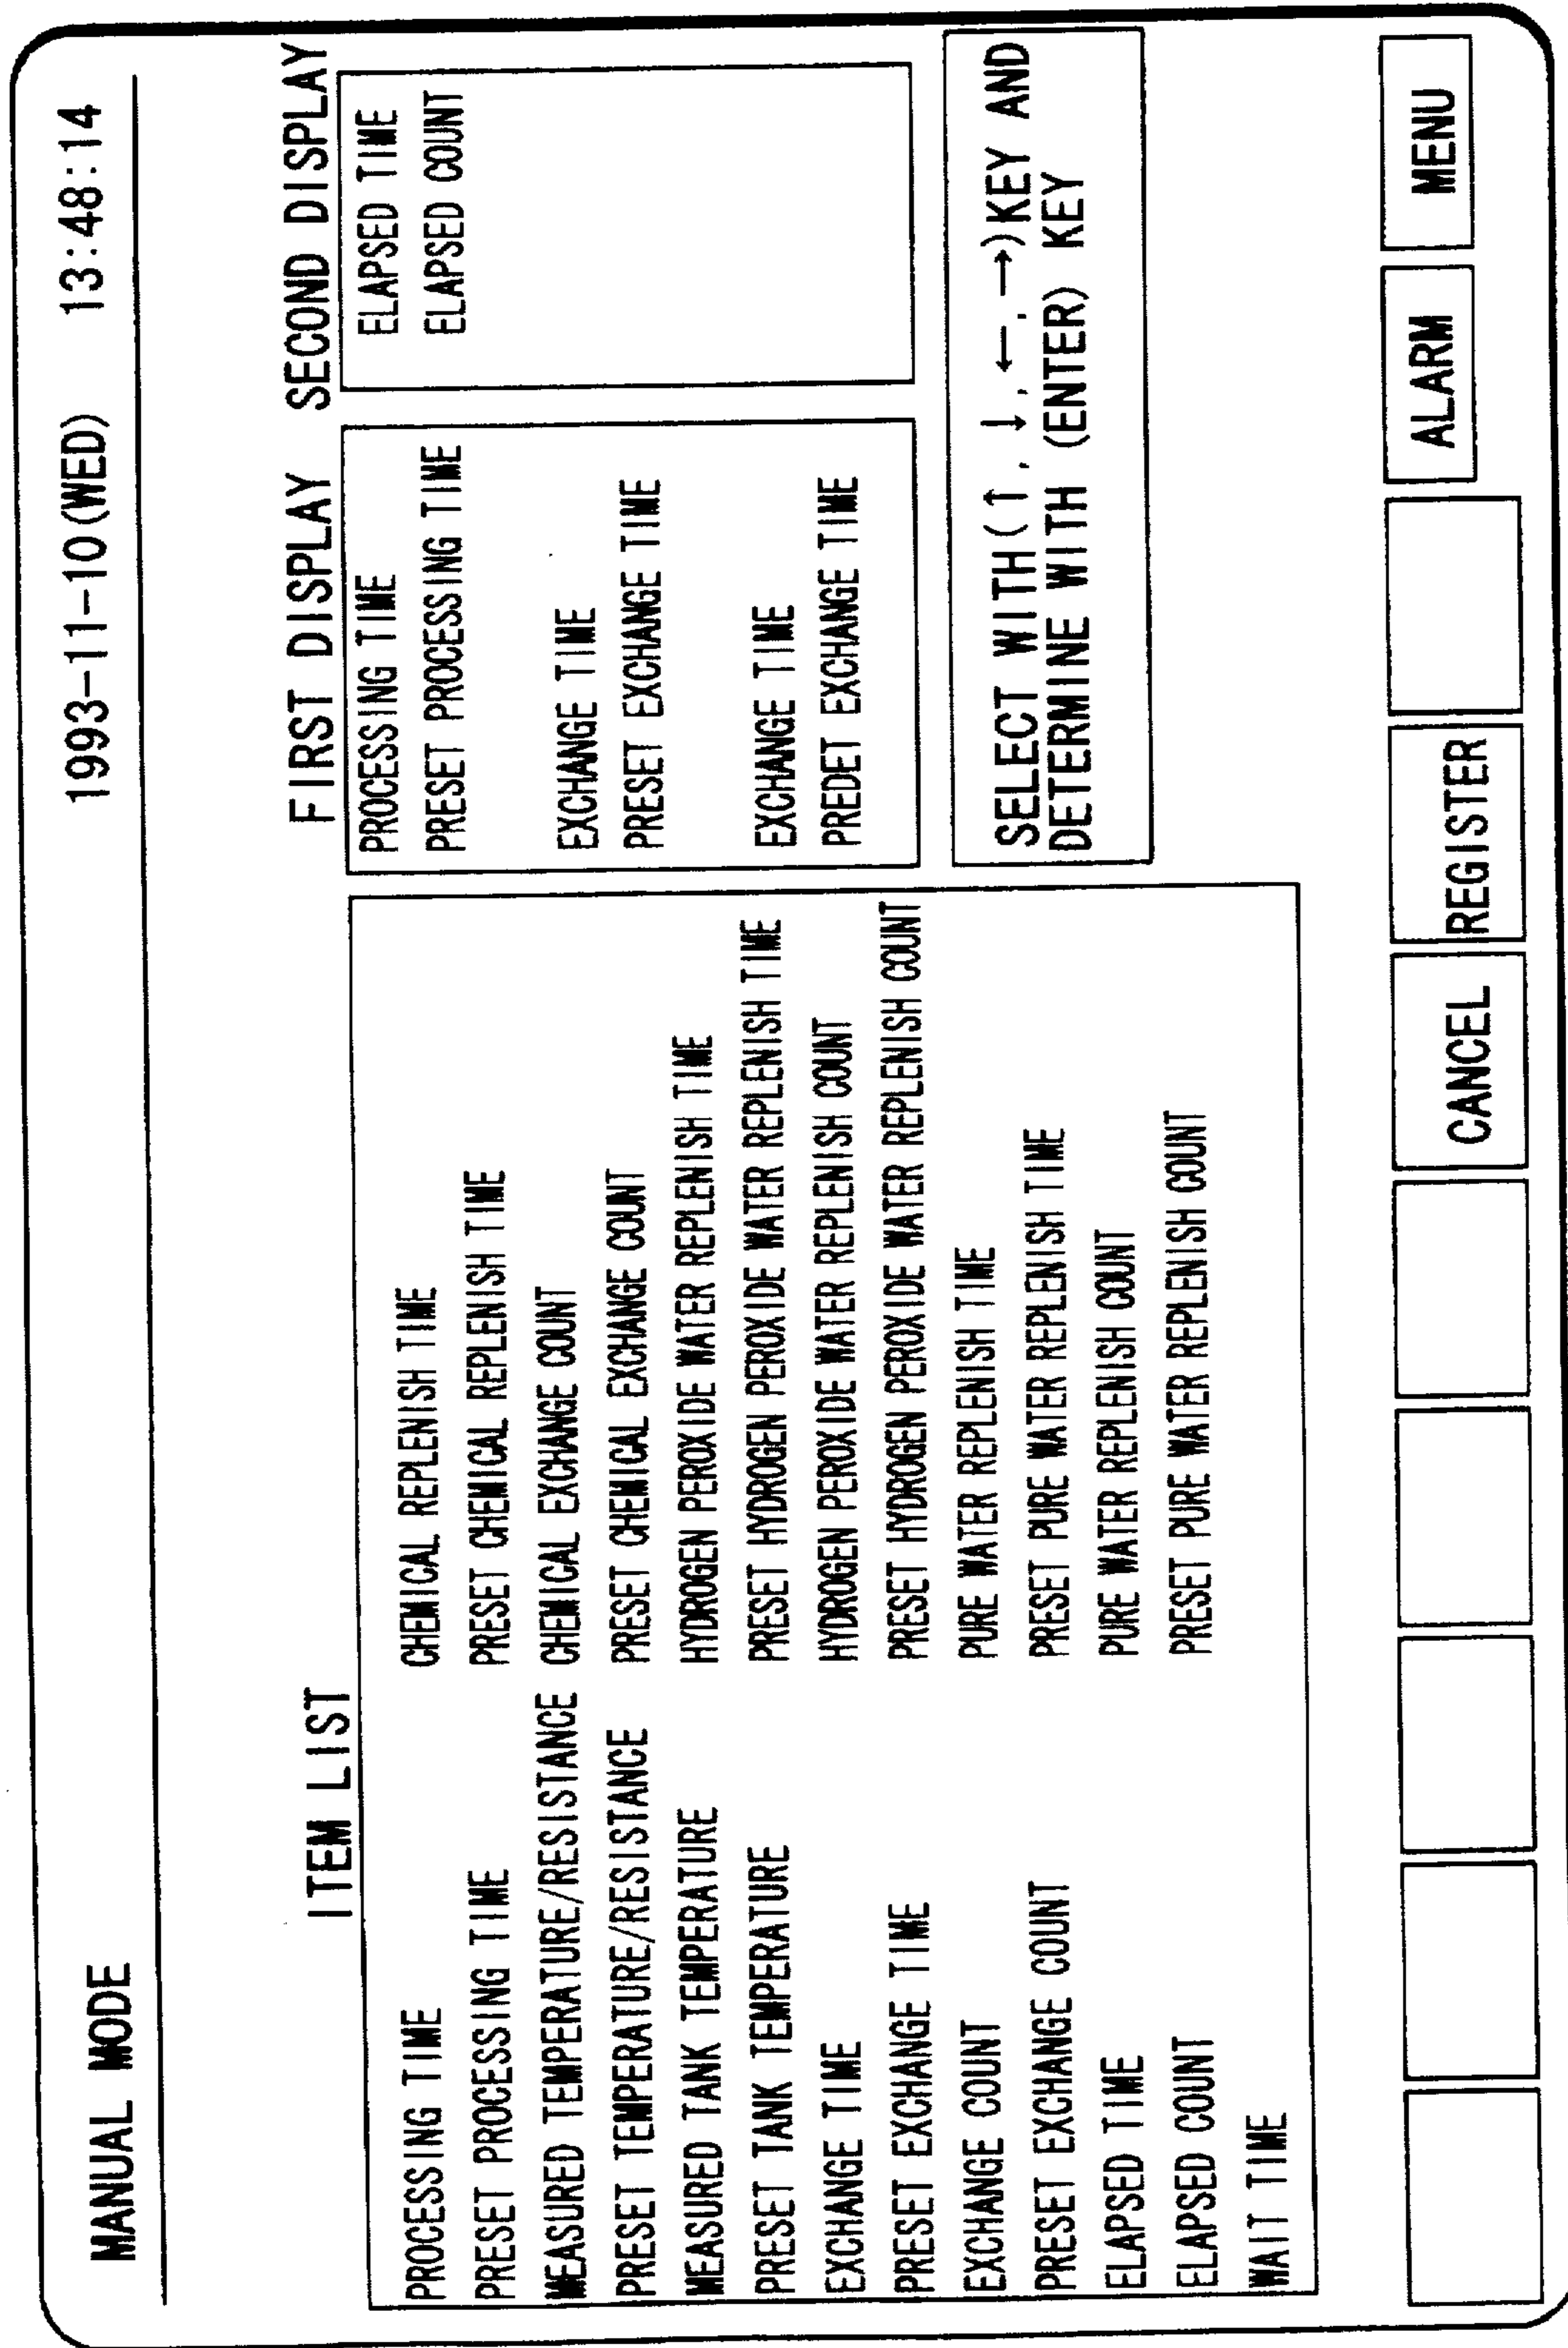 MANUAL MODE 1993-11-10(WED) 13:48:14
ITEM LIST
PROCESSING TIME
PRESET PROCESSING TIME
MEASURED TEMPERATURE/RESISTANCE
PRESET TEMPERATURE/RESISTANCE
MEASURED TANK TEMPERATURE
PRESET TANK TEMPERATURE
EXCHANGE TIME
PRESET EXCHANGE TIME
EXCHANGE COUNT
PRESET EXCHANGE COUNT
ELAPSED TIME
ELAPSED COUNT
WAIT TIME
CHEMICAL REPLENISH TIME
PRESET CHEMICAL REPLENISH TIME
CHEMICAL EXCHANGE COUNT
PRESET CHEMICAL EXCHANGE COUNT
HYDROGEN PEROXIDE WATER REPLENISH TIME
PRESET HYDROGEN PEROXIDE WATER REPLENISH TIME
HYDROGEN PEROXIDE WATER REPLENISH COUNT
PRESET HYDROGEN PEROXIDE WATER REPLENISH COUNT
PURE WATER REPLENISH TIME
PRESET PURE WATER REPLENISH TIME
PURE WATER REPLENISH COUNT
PRESET PURE WATER REPLENISH COUNT
FIRST DISPLAY
PROCESSING TIME
PRESET PROCESSING TIME
EXCHANGE TIME
PRESET EXCHANGE TIME
EXCHANGE TIME
PREDET EXCHANGE TIME
SECOND DISPLAY
ELAPSED TIME
ELAPSED COUNT
SELECT WITH(↑, ↓, ←, →)KEY AND
DETERMINE WITH (ENTER) KEY
CANCEL
REGISTER
ALARM
MENU